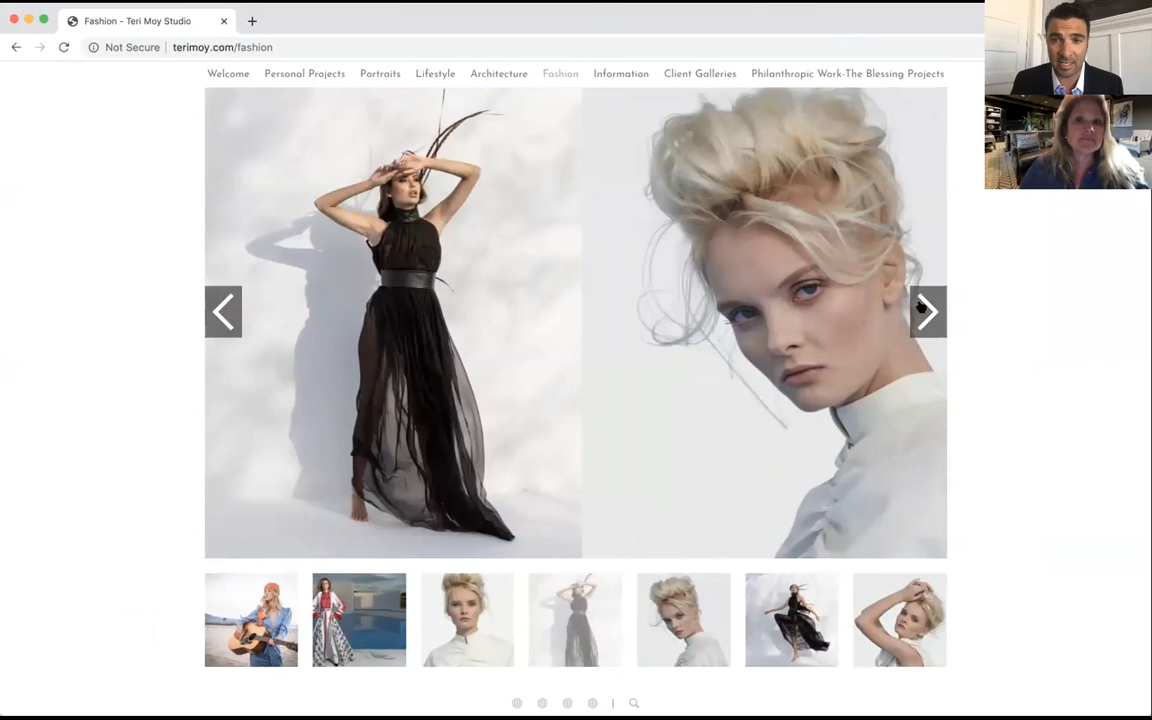 Fashion - Teri Moy Studio
Not Secure | terimoy.com/fashion
Welcome Personal Projects Portraits Lifestyle Architecture Fashion Information Client Galleries Philanthropic Work-The Blessing Projects